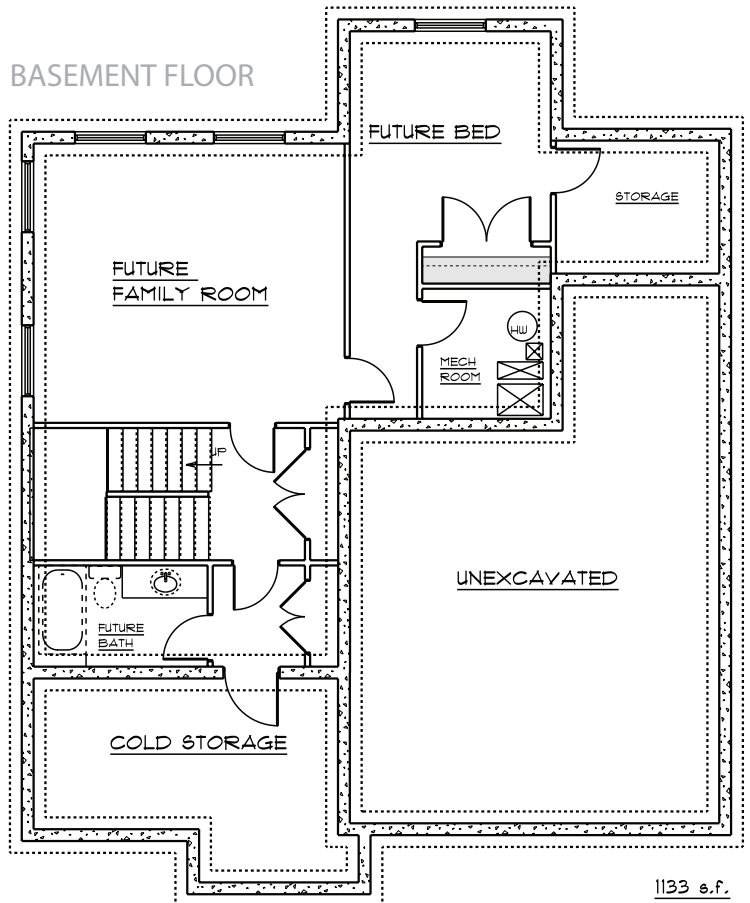 BASEMENT FLOOR
FUTURE BED
STORAGE
FUTURE
FAMILY ROOM
HW
MECH
ROOM
UP
UNEXCAVATED
FUTURE
BATH
COLD STORAGE
1133 s.f.